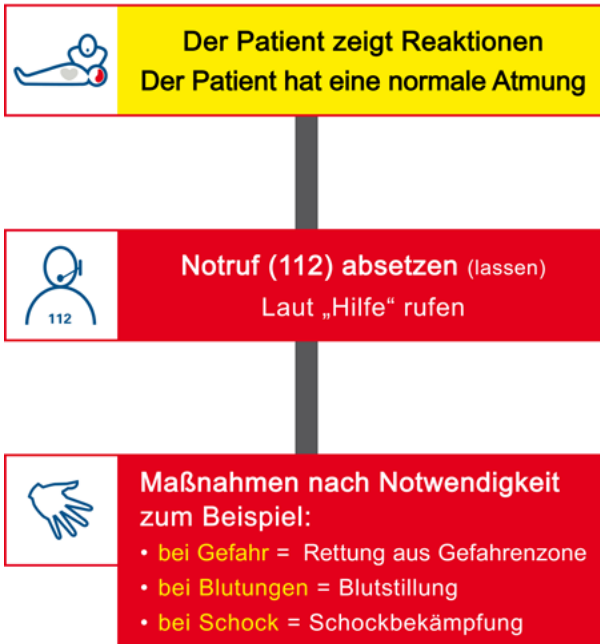 Der Patient zeigt Reaktionen
Der Patient hat eine normale Atmung
Notruf (112) absetzen (lassen)
Laut „Hilfe“ rufen
112
Maßnahmen nach Notwendigkeit
zum Beispiel:
• bei Gefahr = Rettung aus Gefahrenzone
• bei Blutungen = Blutstillung
• bei Schock = Schockbekämpfung